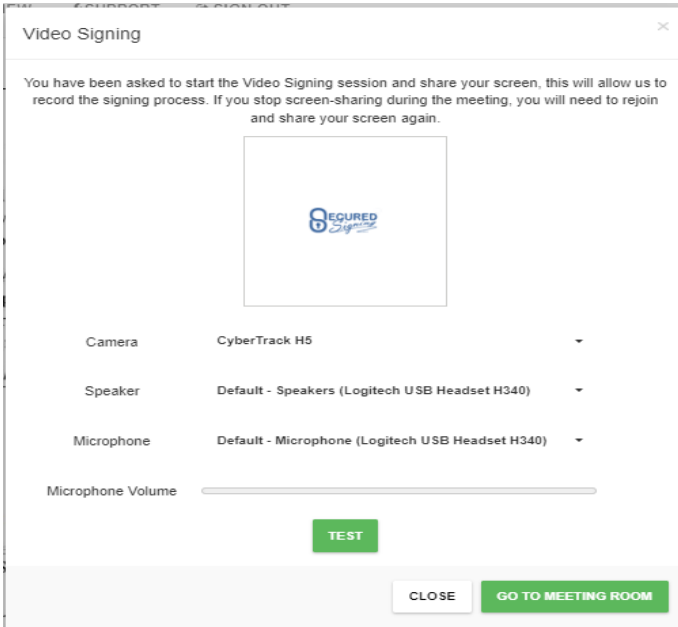 SUPPORT
SIGN OUT
Video Signing
×
You have been asked to start the Video Signing session and share your screen, this will allow us to
record the signing process. If you stop screen-sharing during the meeting, you will need to rejoin
and share your screen again.
SECURED
Signing
Camera
CyberTrack H5
Speaker
Default - Speakers (Logitech USB Headset H340)
Microphone
Default - Microphone (Logitech USB Headset H340)
Microphone Volume
TEST
CLOSE
GO TO MEETING ROOM